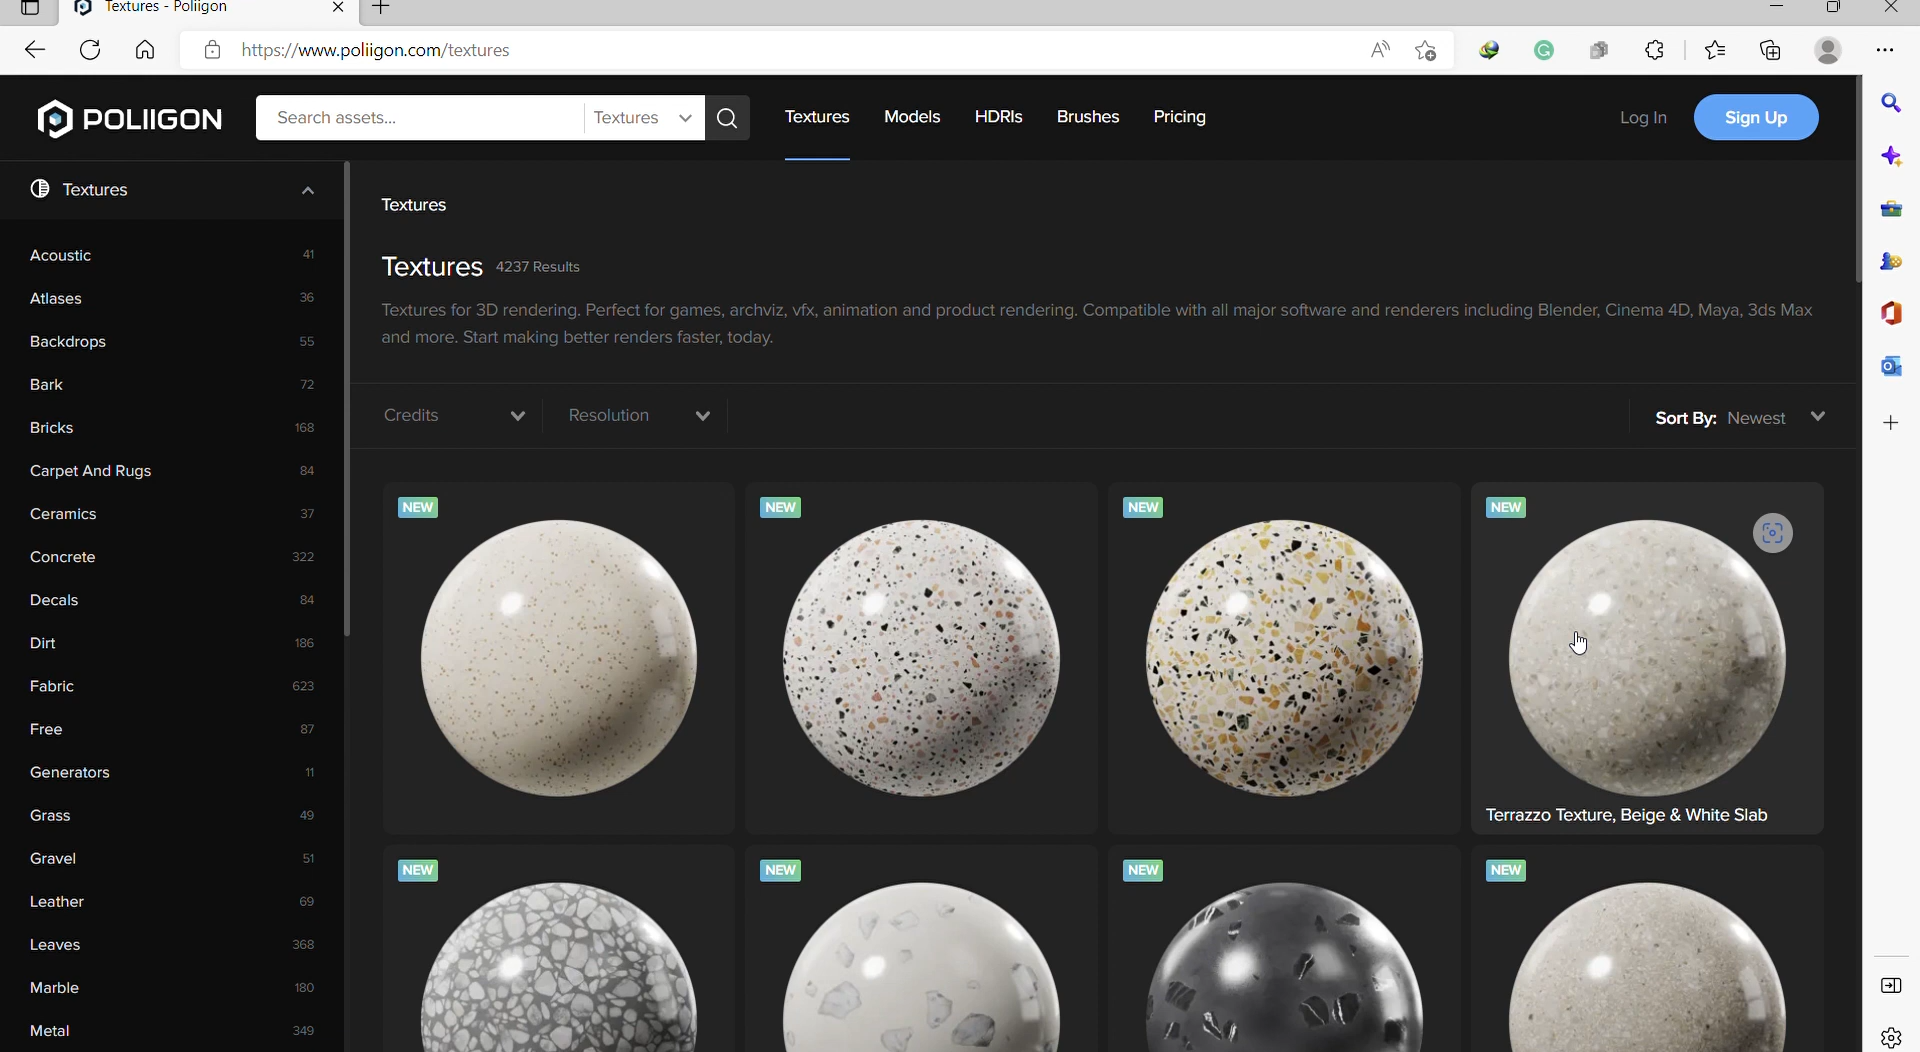 Textures - Poliigon
https://www.poliigon.com/textures
POLIIGON
Search assets...
Textures
Textures
Models
HDRIs
Brushes
Pricing
Log In
Sign Up
Textures
Acoustic 41
Atlases 36
Backdrops 55
Bark 72
Bricks 168
Carpet And Rugs 84
Ceramics 37
Concrete 322
Decals 84
Dirt 186
Fabric 623
Free 87
Generators 11
Grass 49
Gravel 51
Leather 69
Leaves 368
Marble 180
Metal 349
Textures
Textures 4237 Results
Textures for 3D rendering. Perfect for games, archviz, vfx, animation and product rendering. Compatible with all major software and renderers including Blender, Cinema 4D, Maya, 3ds Max
and more. Start making better renders faster, today.
Credits
Resolution
Sort By: Newest
NEW
NEW
NEW
NEW
Terrazzo Texture, Beige & White Slab
NEW
NEW
NEW
NEW